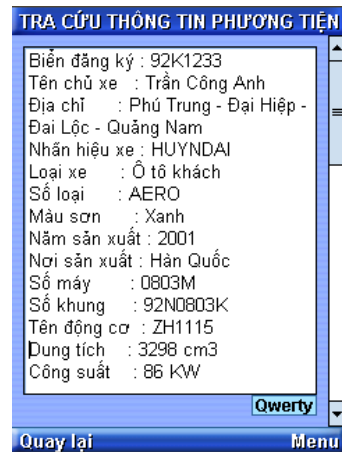 TRA CỨU THÔNG TIN PHƯƠNG TIỆN
Biển đăng ký : 92K1233
Tên chủ xe : Trần Công Anh
Địa chỉ : Phú Trung - Đại Hiệp -
Đai Lộc - Quảng Nam
Nhãn hiệu xe : HUYNDAI
Loại xe : Ô tô khách
Số loại : AERO
Màu sơn : Xanh
Năm sản xuất : 2001
Nơi sản xuất : Hàn Quốc
Số máy : 0803M
Số khung : 92N0803K
Tên động cơ : ZH1115
Dung tích : 3298 cm3
Công suất : 86 KW
Qwerty
Quay lại Menu